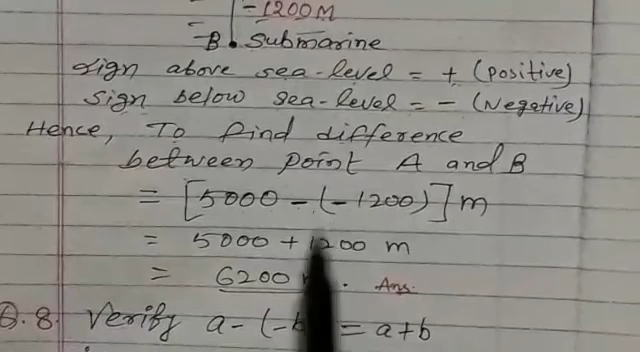 -1200M
-B. Submarine
Sign above sea-level = + (Positive)
Sign below sea-level = - (Negative)
Hence, To find difference
between point A and B
= [5000 - (-1200)] m
= 5000 + 1200 m
= 6200 . Ans.
Q.8. Verify a-(-b) = a+b